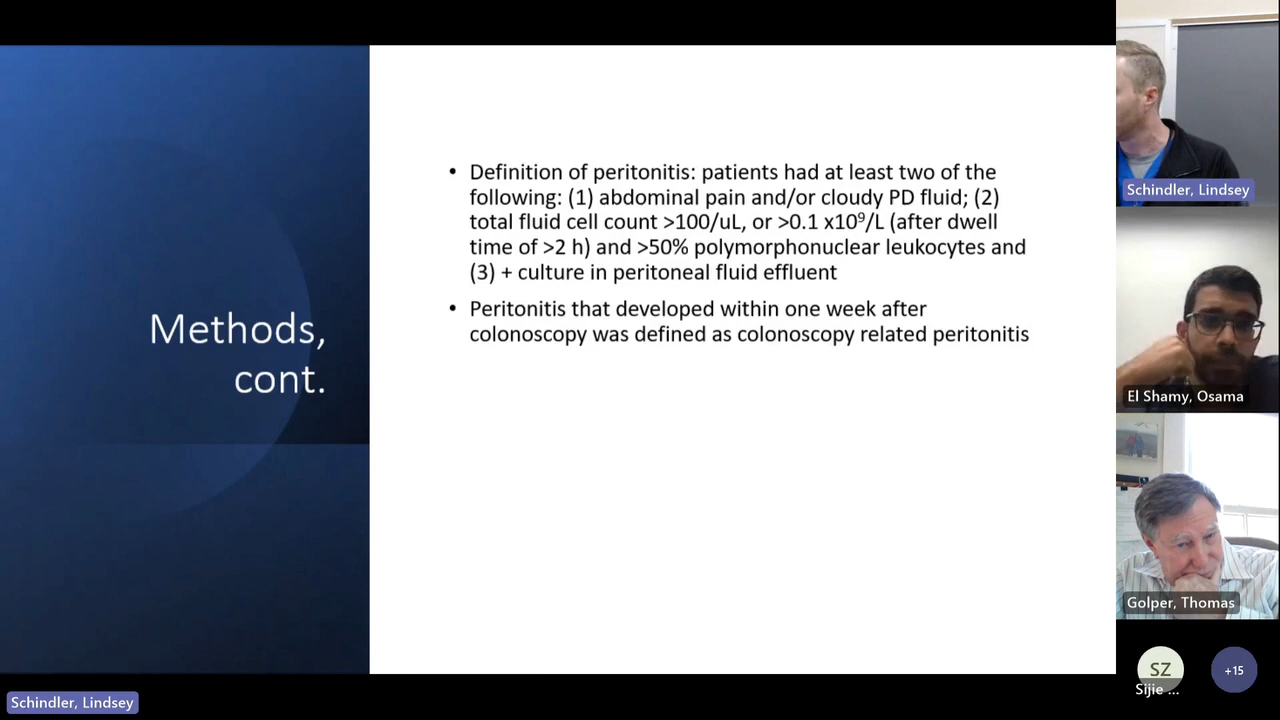 Methods,
cont.
• Definition of peritonitis: patients had at least two of the
following: (1) abdominal pain and/or cloudy PD fluid; (2)
total fluid cell count >100/uL, or >0.1 x10⁹/L (after dwell
time of >2 h) and >50% polymorphonuclear leukocytes and
(3) + culture in peritoneal fluid effluent
• Peritonitis that developed within one week after
colonoscopy was defined as colonoscopy related peritonitis
Schindler, Lindsey
El Shamy, Osama
Golper, Thomas
SZ
Sijie ...
+15
Schindler, Lindsey